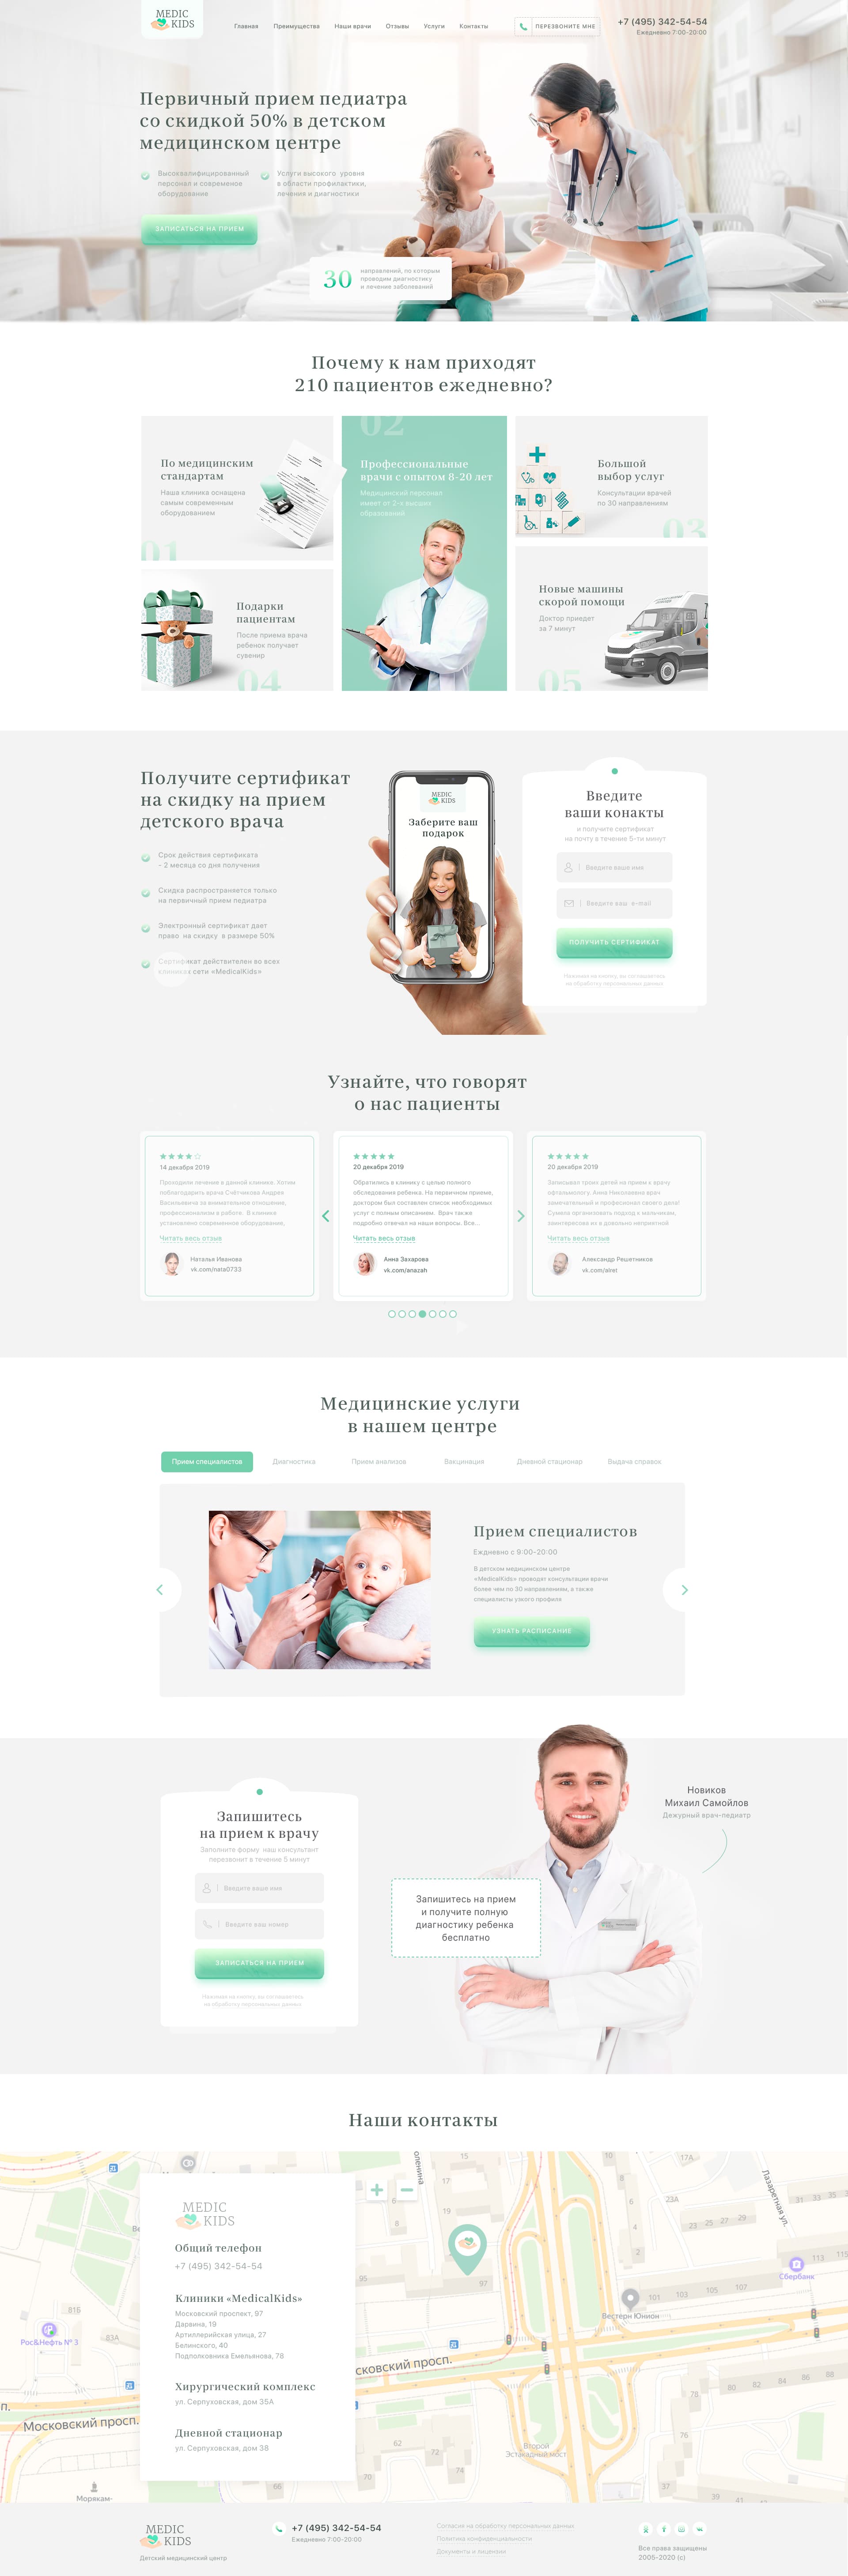 MEDIC
KIDS
Главная Преимущества Наши врачи Отзывы Услуги Контакты
ПЕРЕЗВОНИТЕ МНЕ
+7 (495) 342-54-54
Ежедневно 7:00-20:00
Первичный прием педиатра
со скидкой 50% в детском
медицинском центре
Высоквалифицированный
персонал и современое
оборудование
Услуги высокого уровня
в области профилактики,
лечения и диагностики
ЗАПИСАТЬСЯ НА ПРИЕМ
30
направлений, по которым
проводим диагностику
и лечение заболеваний
Почему к нам приходят
210 пациентов ежедневно?
По медицинским
стандартам
Наша клиника оснащена
самым современным
оборудованием
01
02
Профессиональные
врачи с опытом 8-20 лет
Медицинский персонал
имеет от 2-х высших
образований
Большой
выбор услуг
Консультации врачей
по 30 направлениям
03
Подарки
пациентам
После приема врача
ребенок получает
сувенир
04
Новые машины
скорой помощи
Доктор приедет
за 7 минут
05
Получите сертификат
на скидку на прием
детского врача
Срок действия сертификата
– 2 месяца со дня получения
Скидка распространяется только
на первичный прием педиатра
Электронный сертификат дает
право на скидку в размере 50%
Сертификат действителен во всех
клиниках сети «MedicalKids»
MEDIC
KIDS
Заберите ваш
подарок
Введите
ваши конакты
и получите сертификат
на почту в течение 5-ти минут
Введите ваше имя
Введите ваш e-mail
ПОЛУЧИТЬ СЕРТИФИКАТ
Нажимая на кнопку, вы соглашаетесь
на обработку персональных данных
Узнайте, что говорят
о нас пациенты
14 декабря 2019
Проходили лечение в данной клинике. Хотим
поблагодарить врача Счётчикова Андрея
Васильевича за внимательное отношение,
профессионализм в работе. В клинике
установлено современное оборудование,
Читать весь отзыв
Наталья Иванова
vk.com/nata0733
20 декабря 2019
Обратились в клинику с целью полного
обследования ребенка. На первичном приеме,
доктором был составлен список необходимых
услуг с полным описанием. Врач также
подробно отвечал на наши вопросы. Все...
Читать весь отзыв
Анна Захарова
vk.com/anazah
20 декабря 2019
Записывал троих детей на прием к врачу
офтальмологу. Анна Николаевна врач
замечательный и профессионал своего дела!
Сумела организовать подход к мальчикам,
заинтересовав их в довольно неприятной
Читать весь отзыв
Александр Решетников
vk.com/alret
Медицинские услуги
в нашем центре
Прием специалистов Диагностика Прием анализов Вакцинация Дневной стационар Выдача справок
Прием специалистов
Ежедневно с 9:00-20:00
В детском медицинском центре
«MedicalKids» проводят консультации врачи
более чем по 30 направлениям, а также
специалисты узкого профиля
УЗНАТЬ РАСПИСАНИЕ
Запишитесь
на прием к врачу
Заполните форму наш консультант
перезвонит в течение 5 минут
Введите ваше имя
Введите ваш номер
ЗАПИСАТЬСЯ НА ПРИЕМ
Нажимая на кнопку, вы соглашаетесь
на обработку персональных данных
Запишитесь на прием
и получите полную
диагностику ребенка
бесплатно
Новиков
Михаил Самойлов
Дежурный врач-педиатр
Наши контакты
MEDIC
KIDS
Общий телефон
+7 (495) 342-54-54
Клиники «MedicalKids»
Московский проспект, 97
Дарвина, 19
Артиллерийская улица, 27
Белинского, 40
Подполковника Емельянова, 78
Хирургический комплекс
ул. Серпуховская, дом 35А
Дневной стационар
ул. Серпуховская, дом 38
Лазаретная ул.
Сбербанк
Вестерн Юнион
Рос&Нефть № 3
Московский просп.
сковский просп.
Второй
Эстакадный мост
Морякам-
MEDIC
KIDS
Детский медицинский центр
+7 (495) 342-54-54
Ежедневно 7:00-20:00
Согласие на обработку персональных данных
Политика конфиденциальности
Документы и лицензии
Все права защищены
2005-2020 (c)